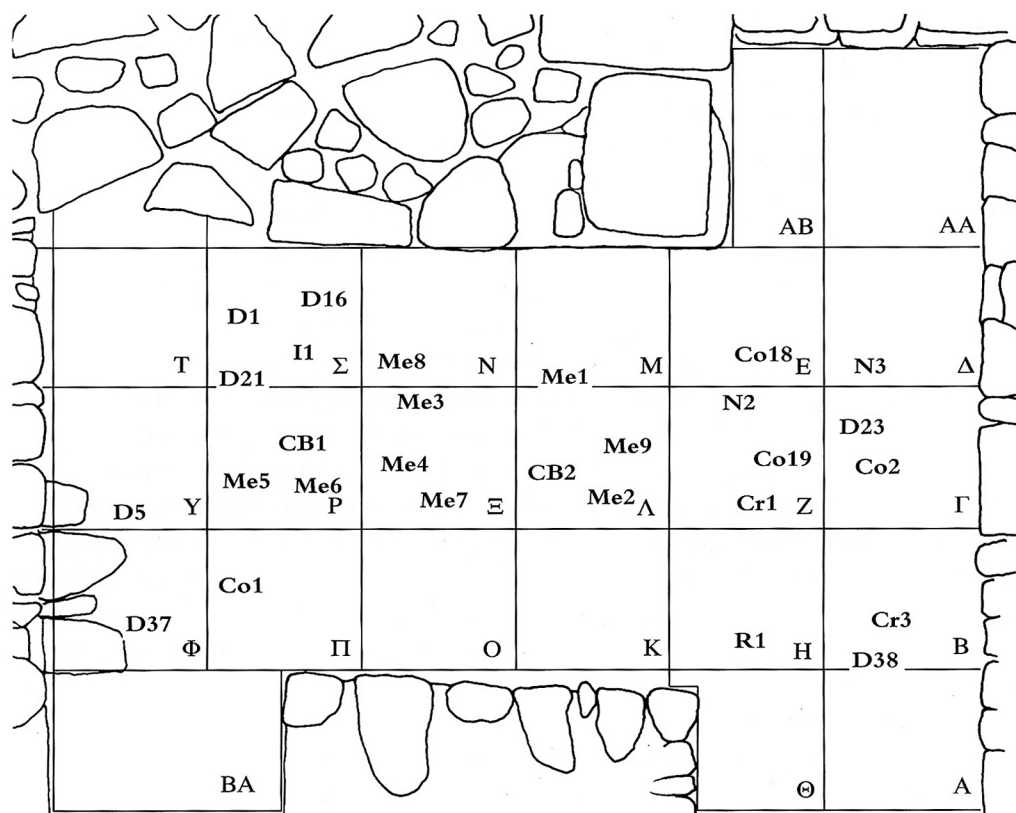 AB AA
D16
D1
I1 Me8 Co18 N3
T Σ N M E Δ
D21 Me1
Me3 N2
D23
CB1 Me9
Me4 Co19 Co2
CB2
Me5 Me6 Me7 Me2 Cr1
Υ P Ξ Λ Z Γ
D5
Co1
D37 Cr3
R1
Φ Π O K H B
D38
BA Θ A